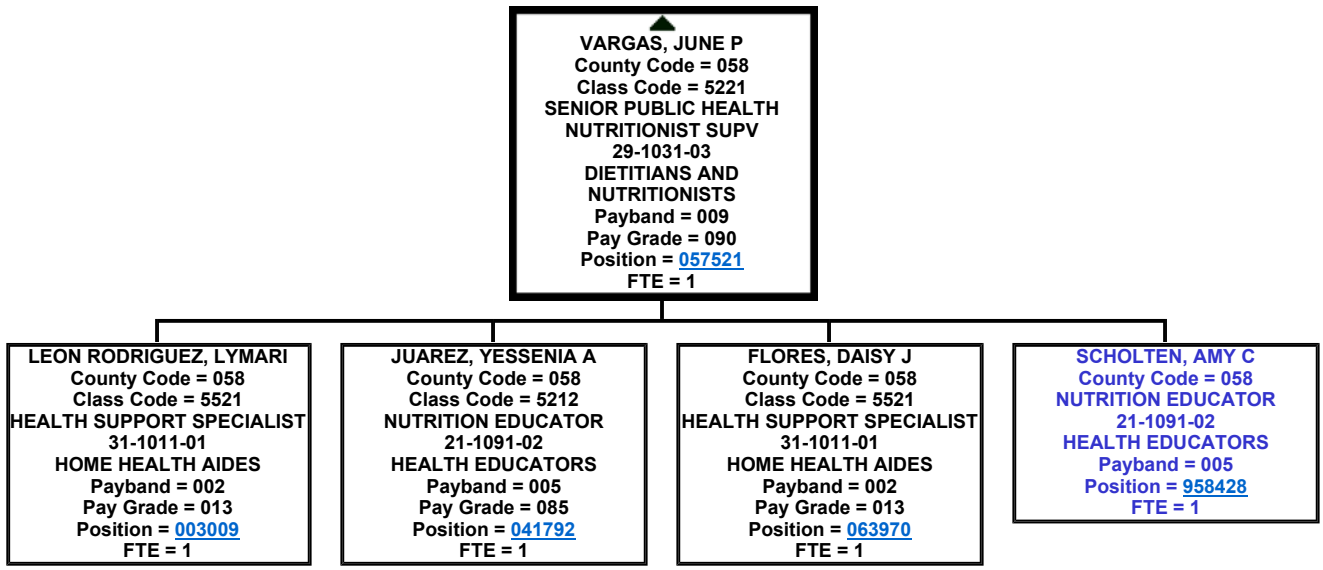 VARGAS, JUNE P
County Code = 058
Class Code = 5221
SENIOR PUBLIC HEALTH
NUTRITIONIST SUPV
29-1031-03
DIETITIANS AND
NUTRITIONISTS
Payband = 009
Pay Grade = 090
Position = 057521
FTE = 1
LEON RODRIGUEZ, LYMARI
County Code = 058
Class Code = 5521
HEALTH SUPPORT SPECIALIST
31-1011-01
HOME HEALTH AIDES
Payband = 002
Pay Grade = 013
Position = 003009
FTE = 1
JUAREZ, YESSENIA A
County Code = 058
Class Code = 5212
NUTRITION EDUCATOR
21-1091-02
HEALTH EDUCATORS
Payband = 005
Pay Grade = 085
Position = 041792
FTE = 1
FLORES, DAISY J
County Code = 058
Class Code = 5521
HEALTH SUPPORT SPECIALIST
31-1011-01
HOME HEALTH AIDES
Payband = 002
Pay Grade = 013
Position = 063970
FTE = 1
SCHOLTEN, AMY C
County Code = 058
NUTRITION EDUCATOR
21-1091-02
HEALTH EDUCATORS
Payband = 005
Position = 958428
FTE = 1